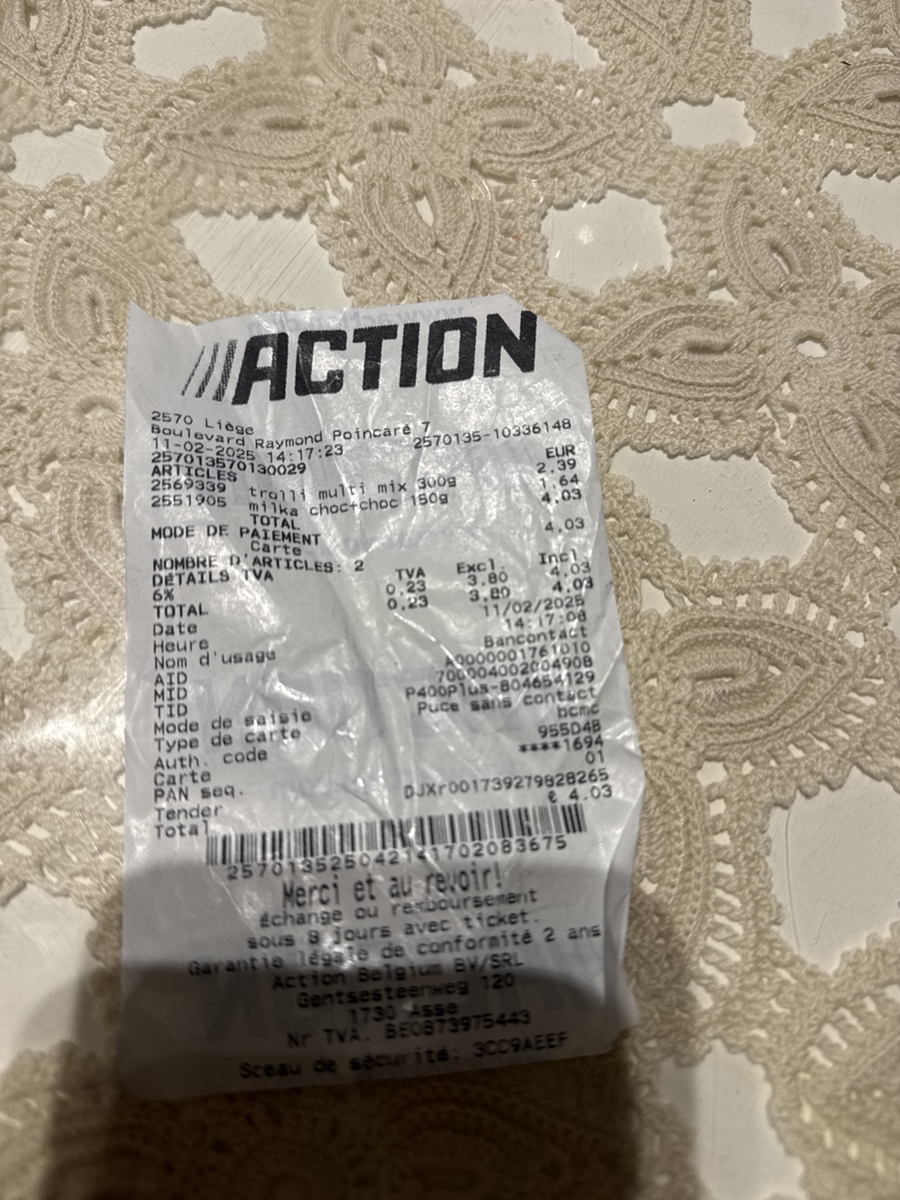 ACTION
2570 Liège
Boulevard Raymond Poincaré 7
11-02-2025 14:17:23 2570135-10336148
257013570130029 EUR
ARTICLES 2.39
2569339 trolli multi mix 300g 1.64
2551905 milka choc+choc 150g 4.03
TOTAL
MODE DE PAIEMENT 4.03
Carte
NOMBRE D'ARTICLES: 2
DÉTAILS TVA TVA Excl. Incl.
6% 0,23 3.80 4.03
TOTAL 0,23 3.80 4.03
Date 11/02/2025
Heure 14:17:08
Nom d'usage Bancontact
AID A0000001761010
MID 700004002004908
TID P400Plus-804654129
Mode de saisie Puce sans contact
Type de carte bcmc
Auth. code 955D48
Carte ****1694
PAN seq. 01
Tender DJXr001739279828265
Total € 4.03
Merci et au revoir!
Échange ou remboursement
sous 8 jours avec ticket.
Garantie légale de conformité 2 ans
Action Belgium BV/SRL
Gentsesteenweg 120
1730 Asse
Nr TVA. BE0873975443
Sceau de sécurité: 3CC9AEEF